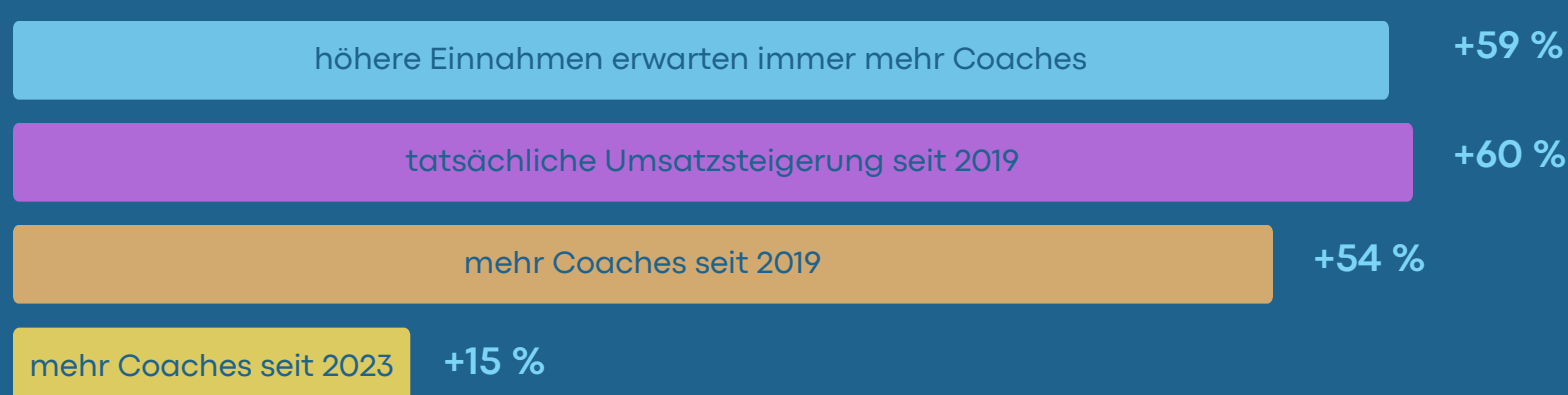 höhere Einnahmen erwarten immer mehr Coaches +59 %
tatsächliche Umsatzsteigerung seit 2019 +60 %
mehr Coaches seit 2019 +54 %
mehr Coaches seit 2023 +15 %